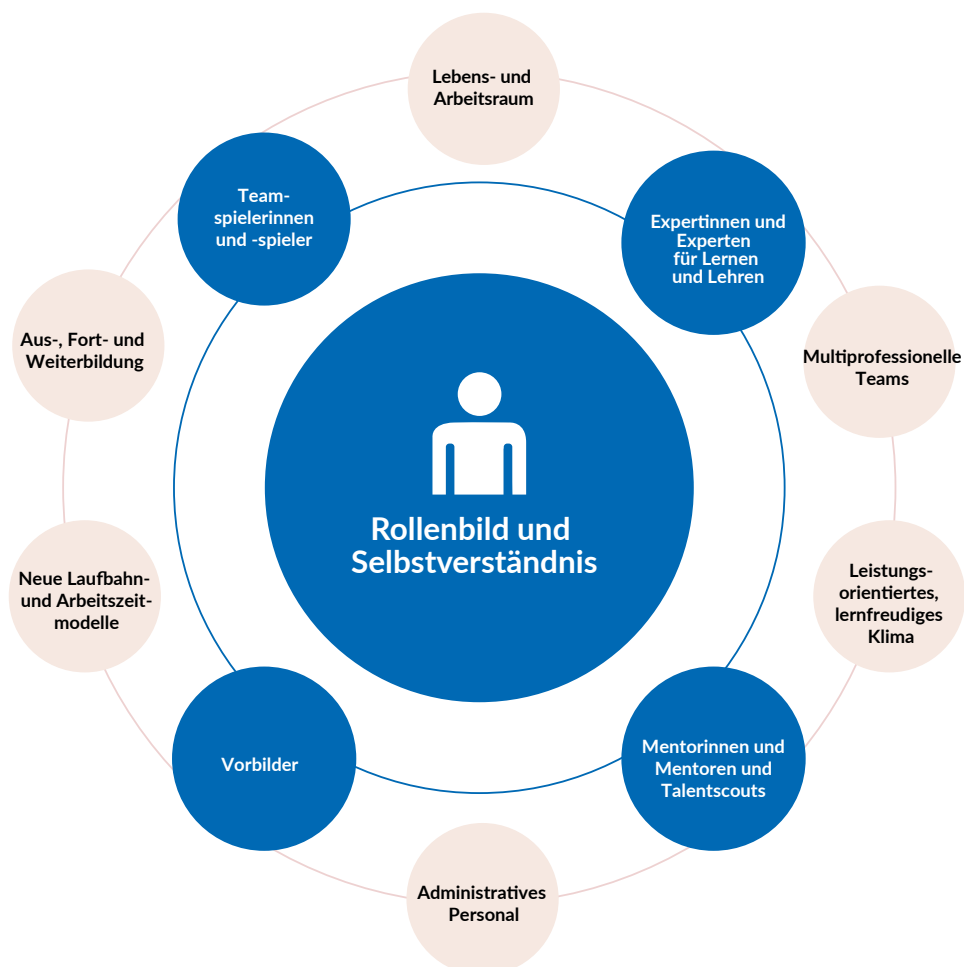 Lebens- und
Arbeitsraum
Team-
spielerinnen
und -spieler
Expertinnen und
Experten
für Lernen
und Lehren
Aus-, Fort- und
Weiterbildung
Multiprofessionelle
Teams
Rollenbild und
Selbstverständnis
Neue Laufbahn-
und Arbeitszeit-
modelle
Leistungs-
orientiertes,
lernfreudiges
Klima
Vorbilder
Mentorinnen und
Mentoren und
Talentscouts
Administratives
Personal